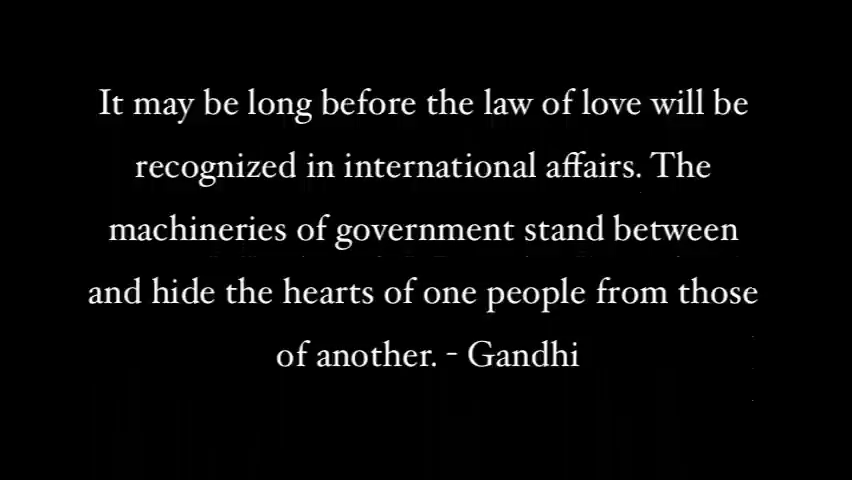 It may be long before the law of love will be
recognized in international affairs. The
machineries of government stand between
and hide the hearts of one people from those
of another. - Gandhi